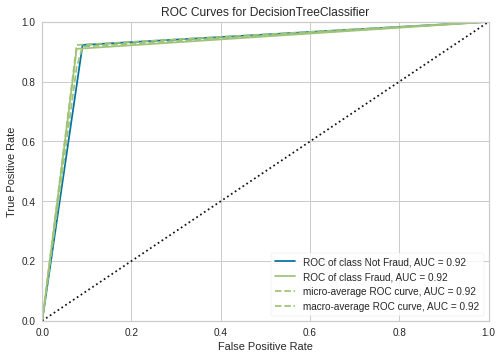 ROC Curves for DecisionTreeClassifier
1.0
0.8
0.6
0.4
0.2
0.0
True Positive Rate
ROC of class Not Fraud, AUC = 0.92
ROC of class Fraud, AUC = 0.92
micro-average ROC curve, AUC = 0.92
macro-average ROC curve, AUC = 0.92
0.0 0.2 0.4 0.6 0.8 1.0
False Positive Rate